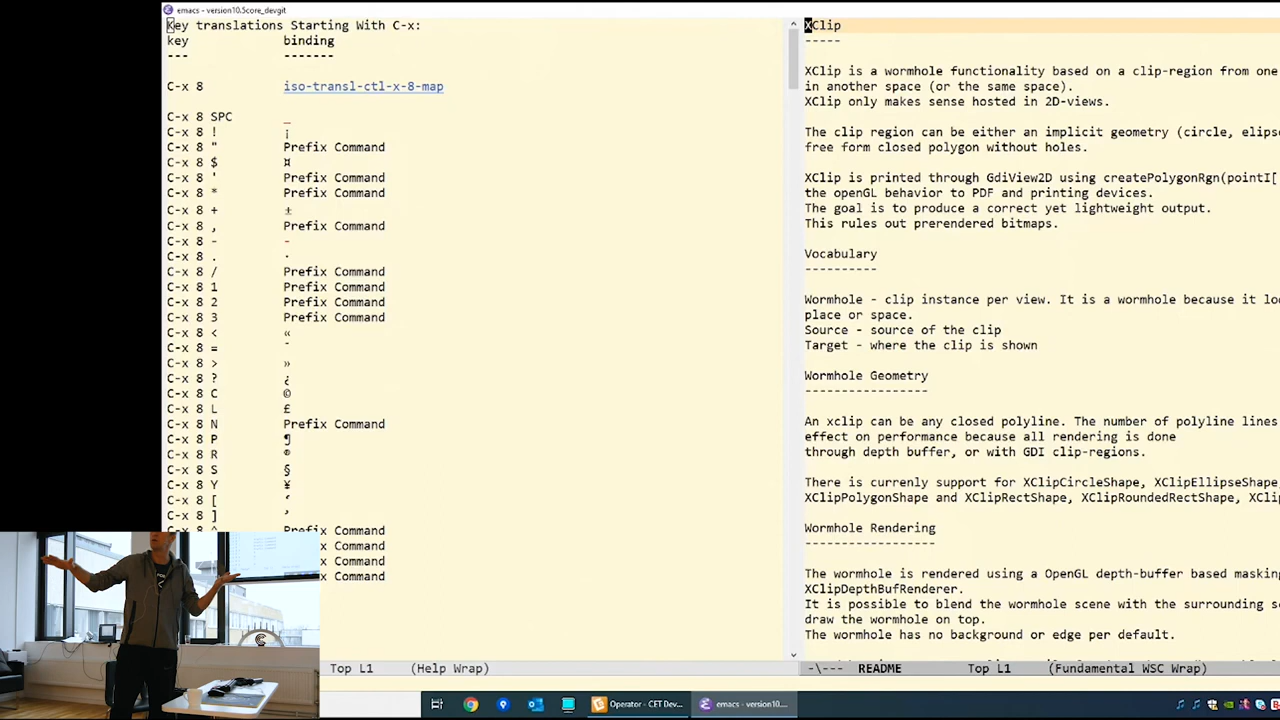 emacs - version10.5core_devgit
Key translations Starting With C-x:
key binding
--- -------
C-x 8 iso-transl-ctl-x-8-map
C-x 8 SPC _
C-x 8 ! ¡
C-x 8 " Prefix Command
C-x 8 $ ¤
C-x 8 ' Prefix Command
C-x 8 * Prefix Command
C-x 8 + ±
C-x 8 , Prefix Command
C-x 8 - -
C-x 8 . ·
C-x 8 / Prefix Command
C-x 8 1 Prefix Command
C-x 8 2 Prefix Command
C-x 8 3 Prefix Command
C-x 8 < «
C-x 8 = ¯
C-x 8 > »
C-x 8 ? ¿
C-x 8 C ©
C-x 8 L £
C-x 8 N Prefix Command
C-x 8 P ¶
C-x 8 R ®
C-x 8 S §
C-x 8 Y ¥
C-x 8 [ ‘
C-x 8 ] ’
C-x 8 ^ Prefix Command
Prefix Command
x Command
x Command
Top L1 (Help Wrap)
XClip
-----
XClip is a wormhole functionality based on a clip-region from one
in another space (or the same space).
XClip only makes sense hosted in 2D-views.
The clip region can be either an implicit geometry (circle, elips
free form closed polygon without holes.
XClip is printed through GdiView2D using createPolygonRgn(pointI[
the openGL behavior to PDF and printing devices.
The goal is to produce a correct yet lightweight output.
This rules out prerendered bitmaps.
Vocabulary
----------
Wormhole - clip instance per view. It is a wormhole because it loo
place or space.
Source - source of the clip
Target - where the clip is shown
Wormhole Geometry
-----------------
An xclip can be any closed polyline. The number of polyline lines
effect on performance because all rendering is done
through depth buffer, or with GDI clip-regions.
There is currenly support for XClipCircleShape, XClipEllipseShape,
XClipPolygonShape and XClipRectShape, XClipRoundedRectShape, XCli
Wormhole Rendering
------------------
The wormhole is rendered using a OpenGL depth-buffer based masking
XClipDepthBufRenderer.
It is possible to blend the wormhole scene with the surrounding s
draw the wormhole on top.
The wormhole has no background or edge per default.
-\--- README Top L1 (Fundamental WSC Wrap)
Operator - CET Dev...
emacs - version10....